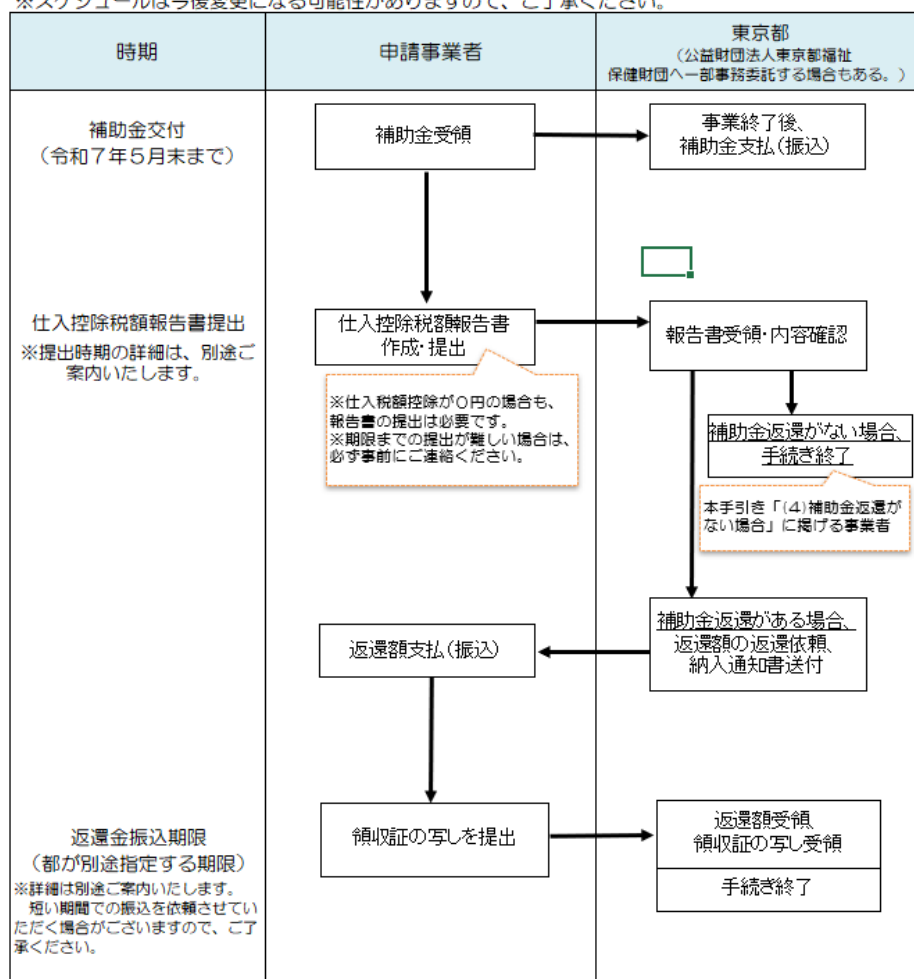 ※スケジュールは今後変更になる可能性がありますので、ご了承ください。
時期
申請事業者
東京都
（公益財団法人東京都福祉
保健財団へ一部事務委託する場合もある。）
補助金交付
（令和７年５月末まで）
補助金受領
事業終了後、
補助金支払(振込)
仕入控除税額報告書提出
※提出時期の詳細は、別途ご
案内いたします。
仕入控除税額報告書
作成・提出
※仕入税額控除が０円の場合も、
報告書の提出は必要です。
※期限までの提出が難しい場合は、
必ず事前にご連絡ください。
報告書受領・内容確認
補助金返還がない場合、
手続き終了
本手引き「(4)補助金返還が
ない場合」に掲げる事業者
返還額支払(振込)
補助金返還がある場合、
返還額の返還依頼、
納入通知書送付
返還金振込期限
（都が別途指定する期限）
※詳細は別途ご案内いたします。
短い期間での振込を依頼させてい
ただく場合がございますので、ご了
承ください。
領収証の写しを提出
返還額受領
領収証の写し受領
手続き終了